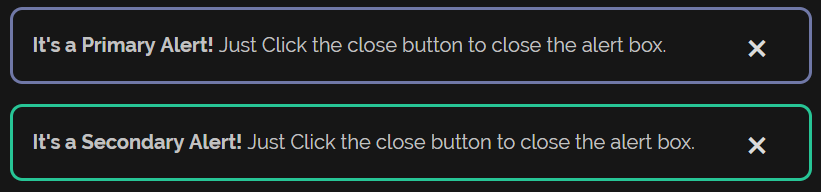 It's a Primary Alert! Just Click the close button to close the alert box. ×
It's a Secondary Alert! Just Click the close button to close the alert box. ×